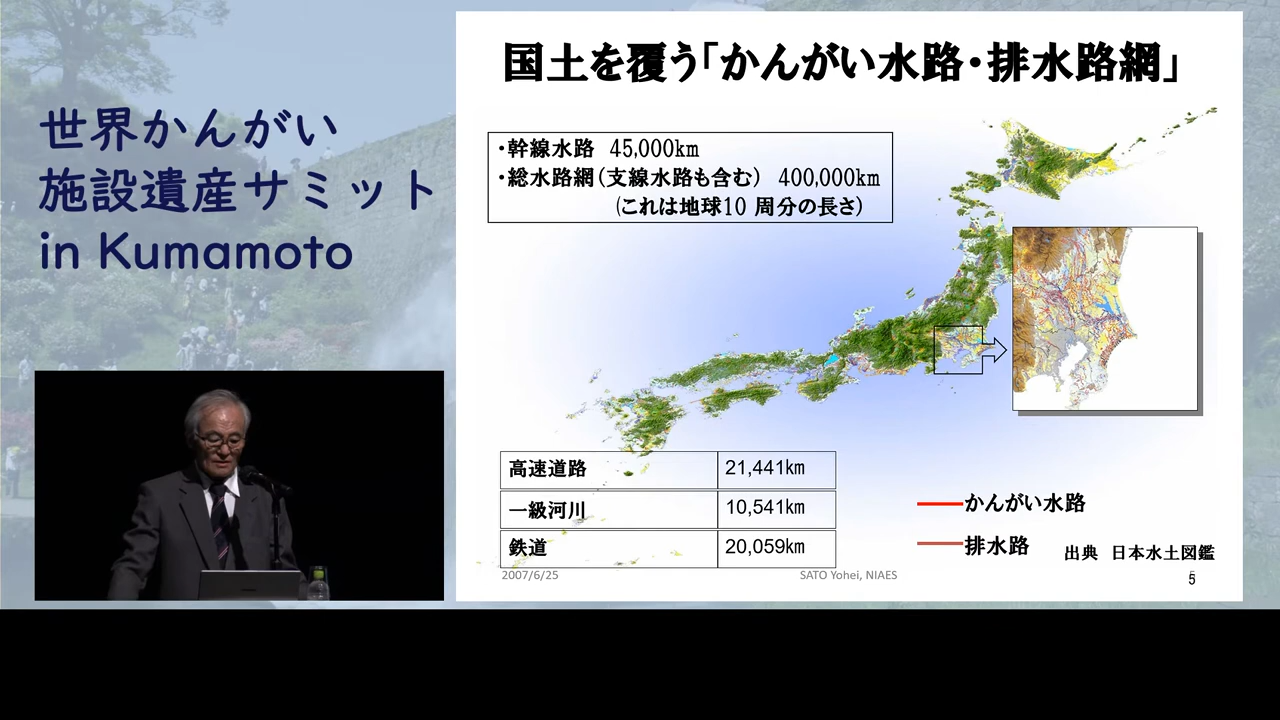 世界かんがい
施設遺産サミット
in Kumamoto
国土を覆う「かんがい水路・排水路網」
・幹線水路 45,000km
・総水路網（支線水路も含む） 400,000km
(これは地球10 周分の長さ)
高速道路 21,441km
一級河川 10,541km
鉄道 20,059km
かんがい水路
排水路
出典 日本水土図鑑
2007/6/25 SATO Yohei, NIAES